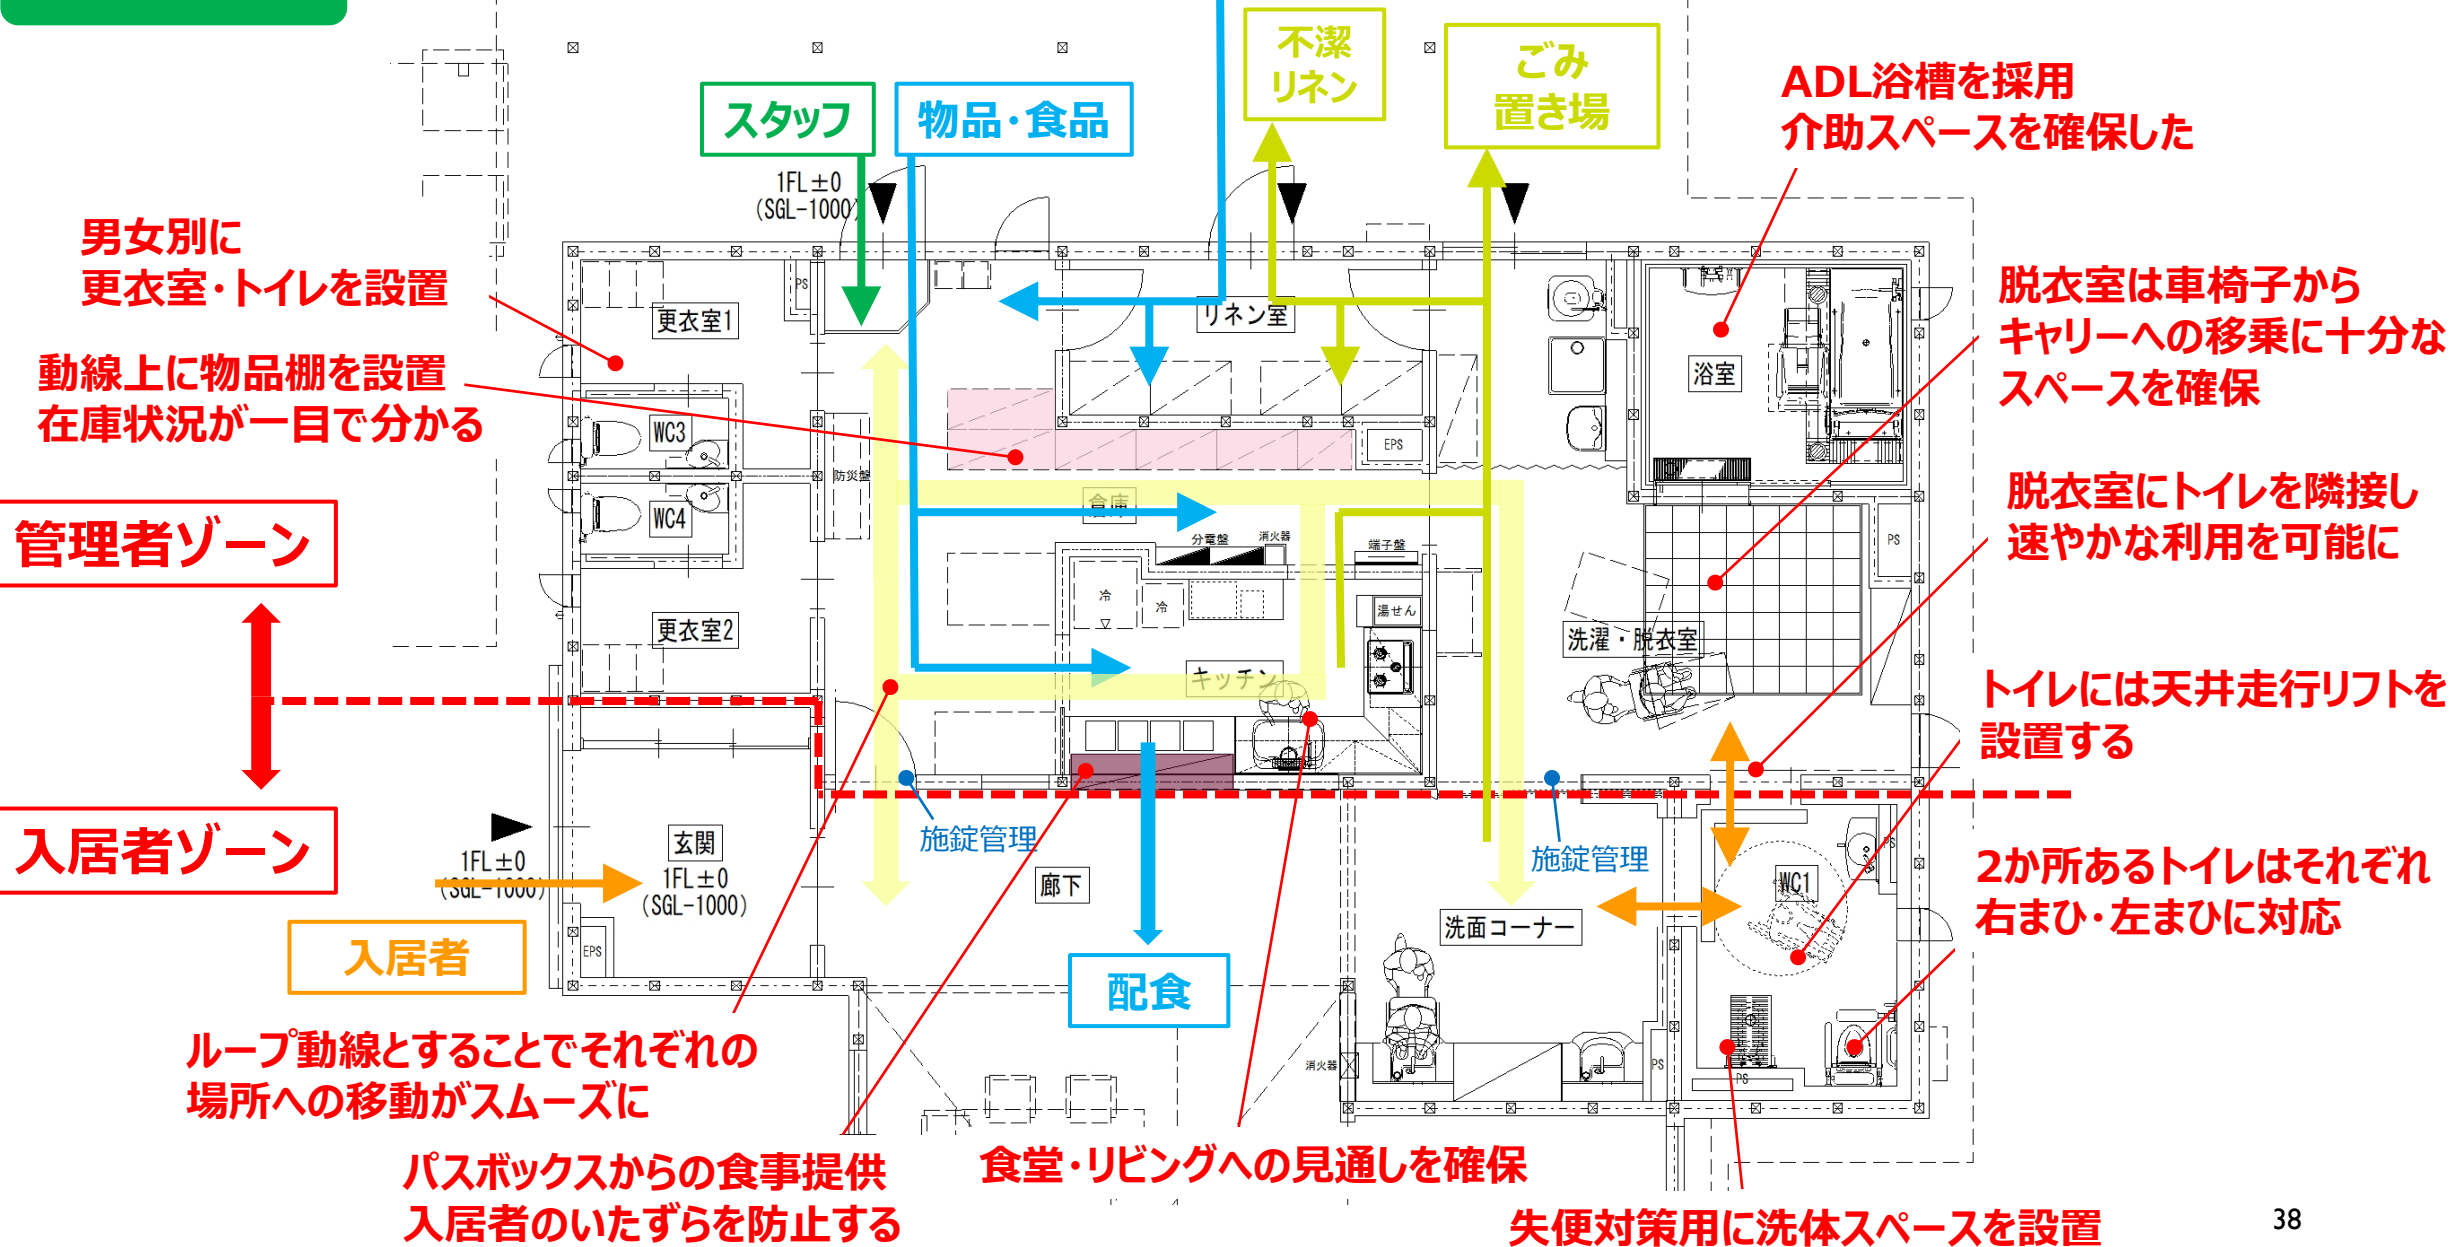 不潔
リネン
ごみ
置き場
スタッフ
物品・食品
ADL浴槽を採用
介助スペースを確保した
1FL±0
(SGL-1000)
男女別に
更衣室・トイレを設置
動線上に物品棚を設置
在庫状況が一目で分かる
脱衣室は車椅子から
キャリーへの移乗に十分な
スペースを確保
脱衣室にトイレを隣接し
速やかな利用を可能に
トイレには天井走行リフトを
設置する
2か所あるトイレはそれぞれ
右まひ・左まひに対応
管理者ゾーン
入居者ゾーン
更衣室1
PS
リネン室
浴室
WC3
防災盤
EPS
WC4
倉庫
分電盤
消火器
端子盤
PS
冷
冷
湯せん
更衣室2
洗濯・脱衣室
キッチン
施錠管理
施錠管理
玄関
1FL±0
(SGL-1000)
1FL±0
(SGL-1000)
廊下
WC1
PS
洗面コーナー
EPS
入居者
配食
消火器
PS
PS
ループ動線とすることでそれぞれの
場所への移動がスムーズに
パスボックスからの食事提供
入居者のいたずらを防止する
食堂・リビングへの見通しを確保
失便対策用に洗体スペースを設置
38